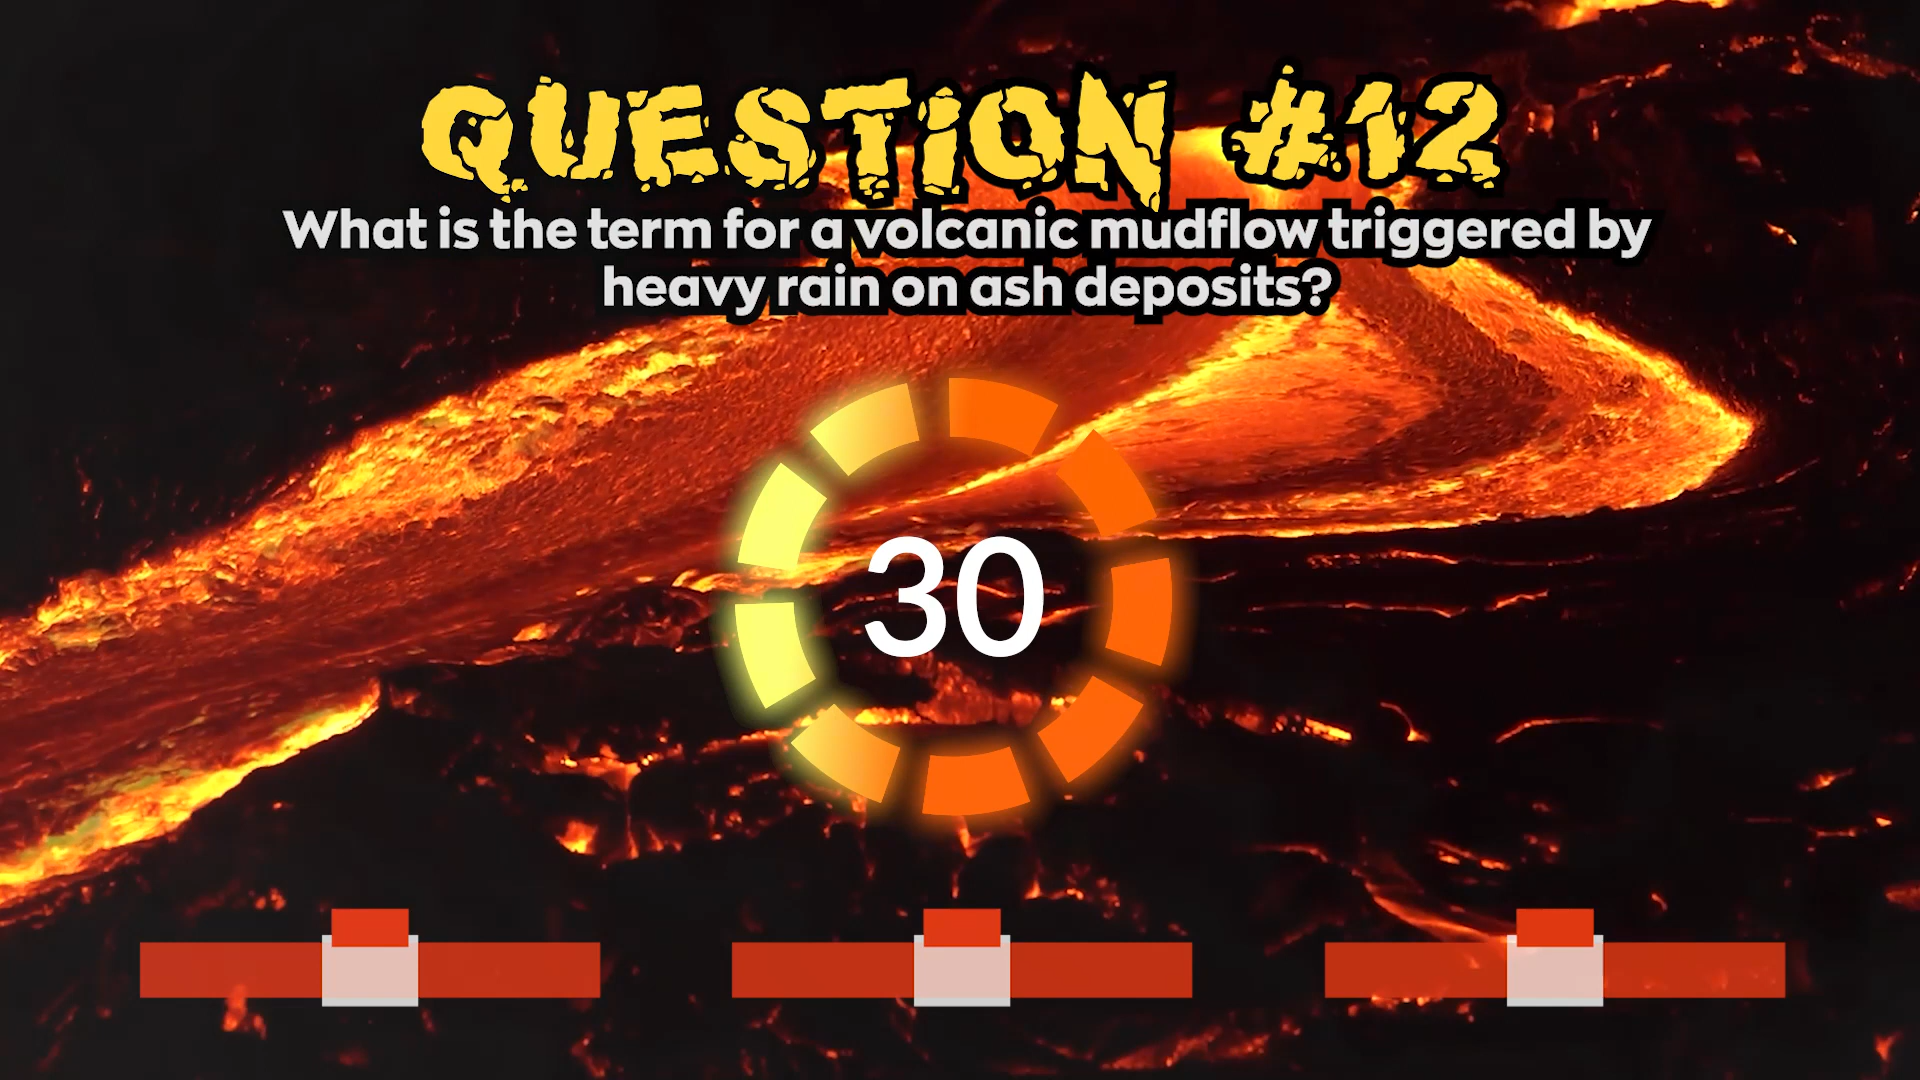 QUESTION #12
What is the term for a volcanic mudflow triggered by
heavy rain on ash deposits?
30